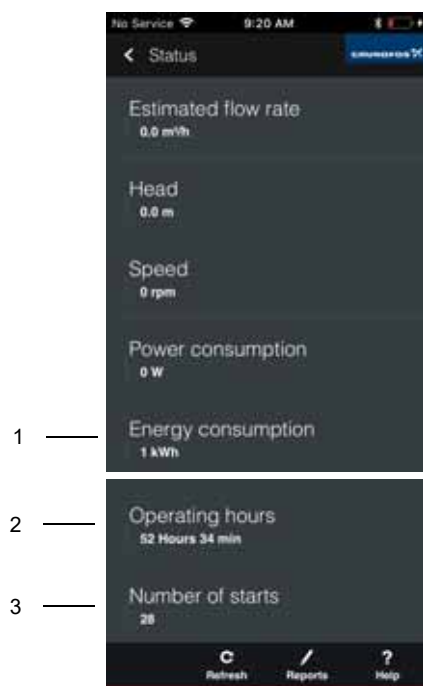 No Service 9:20 AM
Status
GRUNDFOS
Estimated flow rate
0.0 m³/h
Head
0.0 m
Speed
0 rpm
Power consumption
0 W
1 Energy consumption
1 kWh
2 Operating hours
52 Hours 34 min
3 Number of starts
28
Refresh Reports ? Help